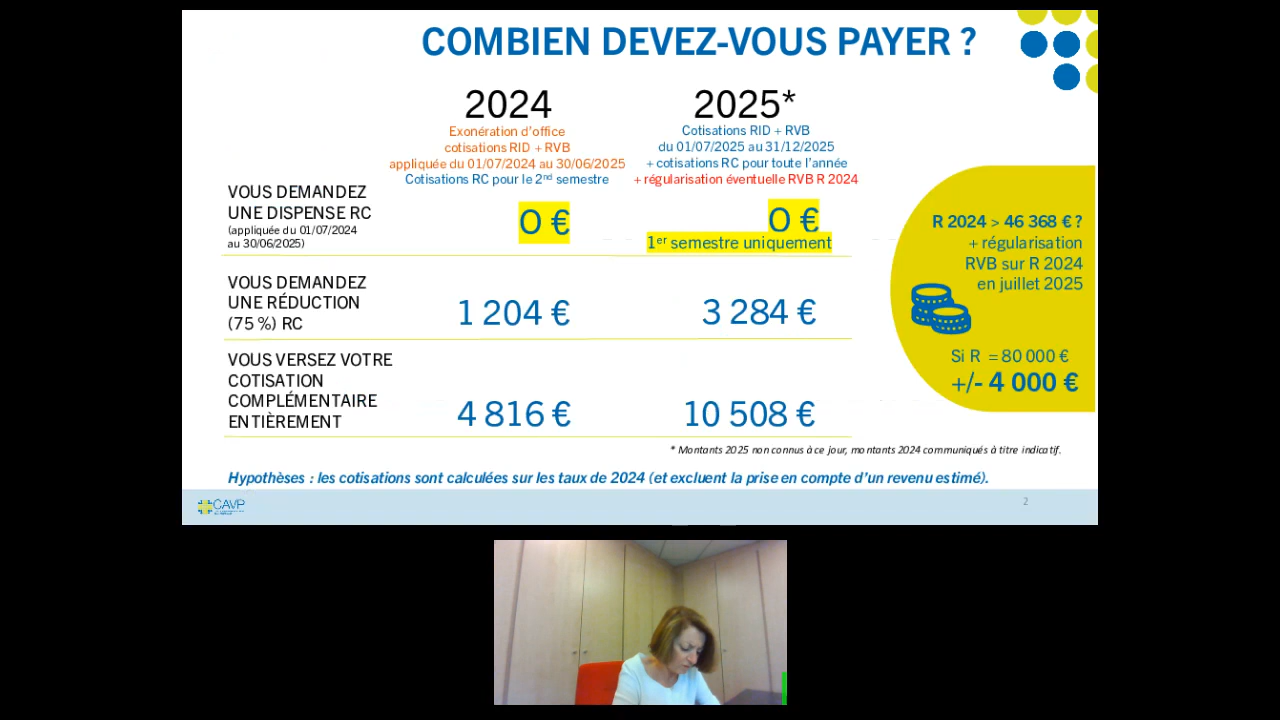 COMBIEN DEVEZ-VOUS PAYER ?
2024
Exonération d'office
cotisations RID + RVB
appliquée du 01/07/2024 au 30/06/2025
Cotisations RC pour le 2nd semestre
2025*
Cotisations RID + RVB
du 01/07/2025 au 31/12/2025
+ cotisations RC pour toute l'année
+ régularisation éventuelle RVB R 2024
VOUS DEMANDEZ
UNE DISPENSE RC
(appliquée du 01/07/2024
au 30/06/2025)
0 €
0 €
1er semestre uniquement
VOUS DEMANDEZ
UNE RÉDUCTION
(75 %) RC
1 204 €
3 284 €
VOUS VERSEZ VOTRE
COTISATION
COMPLÉMENTAIRE
ENTIÈREMENT
4 816 €
10 508 €
R 2024 > 46 368 € ?
+ régularisation
RVB sur R 2024
en juillet 2025
Si R = 80 000 €
+/- 4 000 €
* Montants 2025 non connus à ce jour, montants 2024 communiqués à titre indicatif.
Hypothèses : les cotisations sont calculées sur les taux de 2024 (et excluent la prise en compte d'un revenu estimé).
CAVP
2